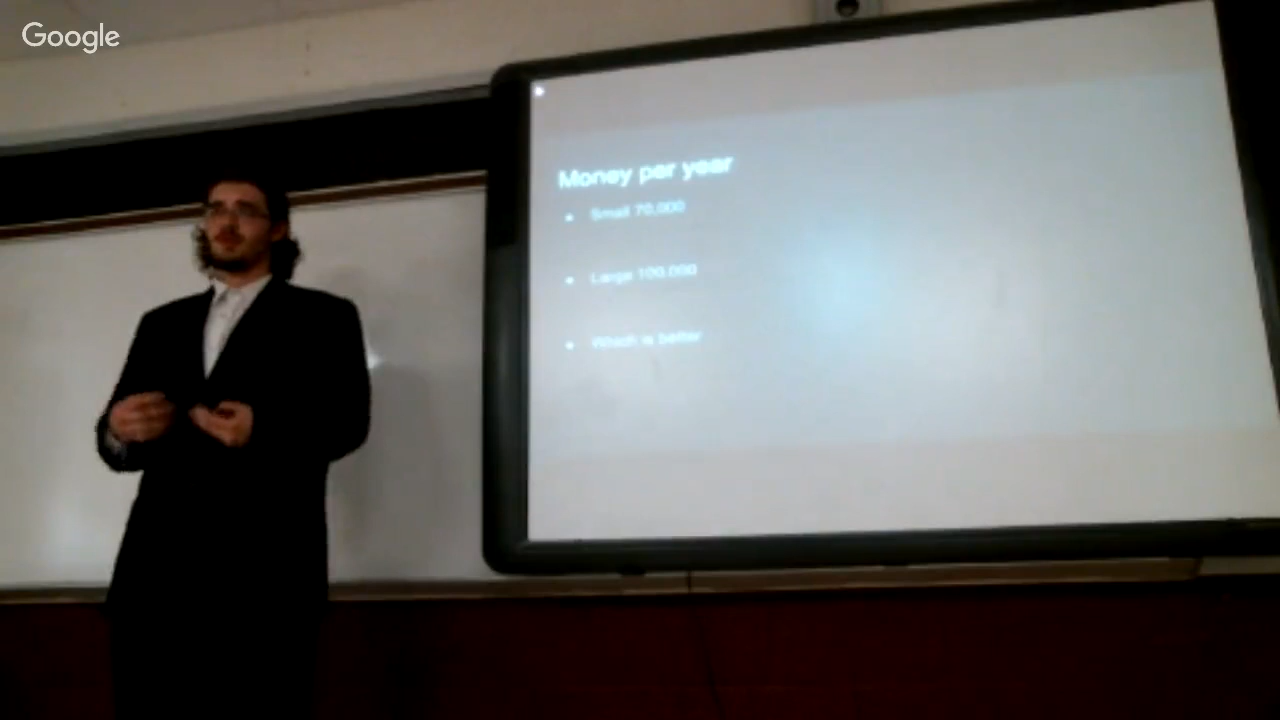 Google
Money per year
Small 70,000
Large 100,000
Which is better